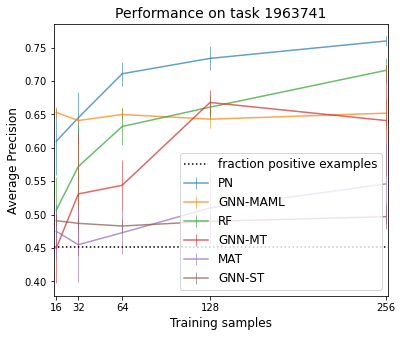 Performance on task 1963741
Average Precision
0.75
0.70
0.65
0.60
0.55
0.50
0.45
0.40
fraction positive examples
PN
GNN-MAML
RF
GNN-MT
MAT
GNN-ST
16 32 64 128 256
Training samples